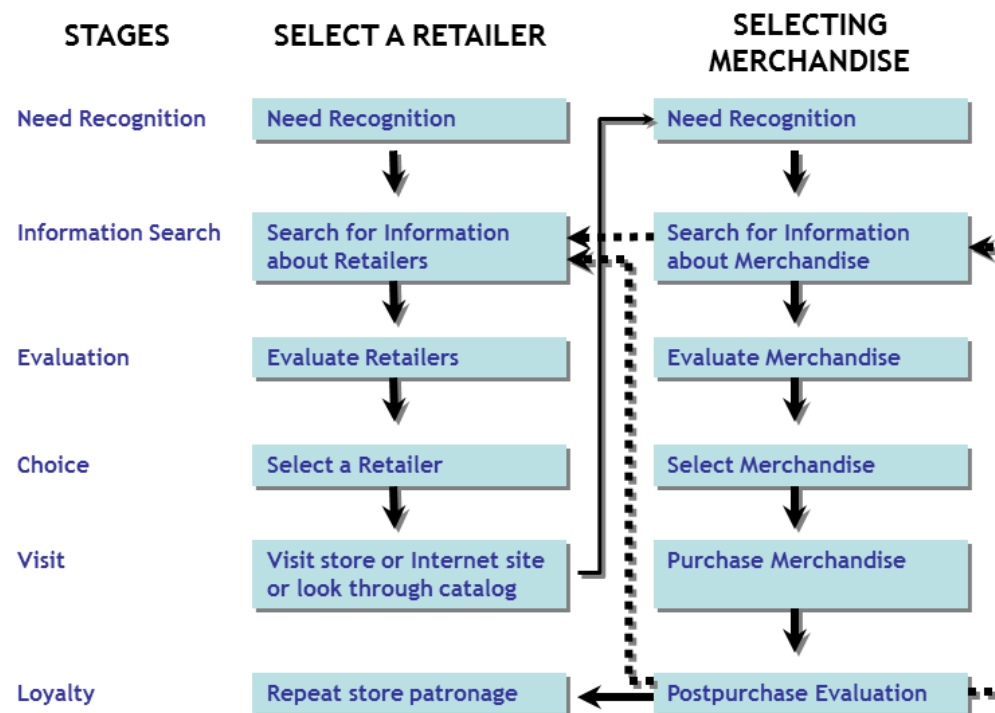 STAGES
SELECT A RETAILER
SELECTING
MERCHANDISE
Need Recognition
Need Recognition
Need Recognition
Information Search
Search for Information
about Retailers
Search for Information
about Merchandise
Evaluation
Evaluate Retailers
Evaluate Merchandise
Choice
Select a Retailer
Select Merchandise
Visit
Visit store or Internet site
or look through catalog
Purchase Merchandise
Loyalty
Repeat store patronage
Postpurchase Evaluation